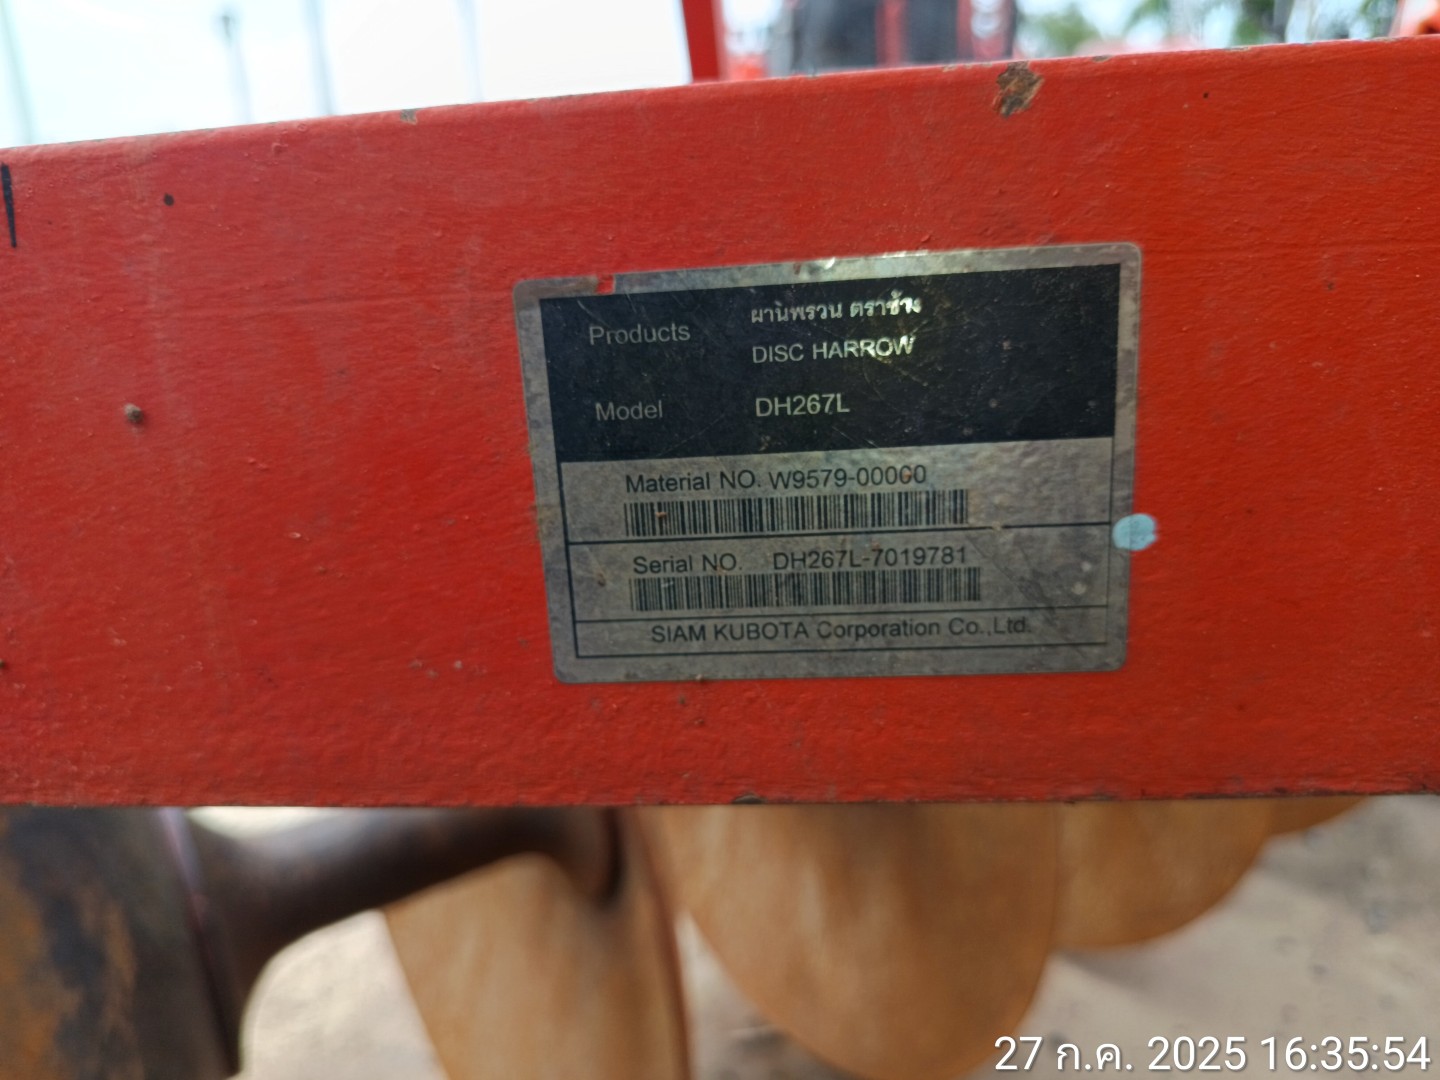 Products ผานพรวน ตราช้าง
DISC HARROW
Model DH267L
Material NO. W9579-00000
Serial NO. DH267L-7019781
SIAM KUBOTA Corporation Co.,Ltd.
27 ก.ค. 2025 16:35:54